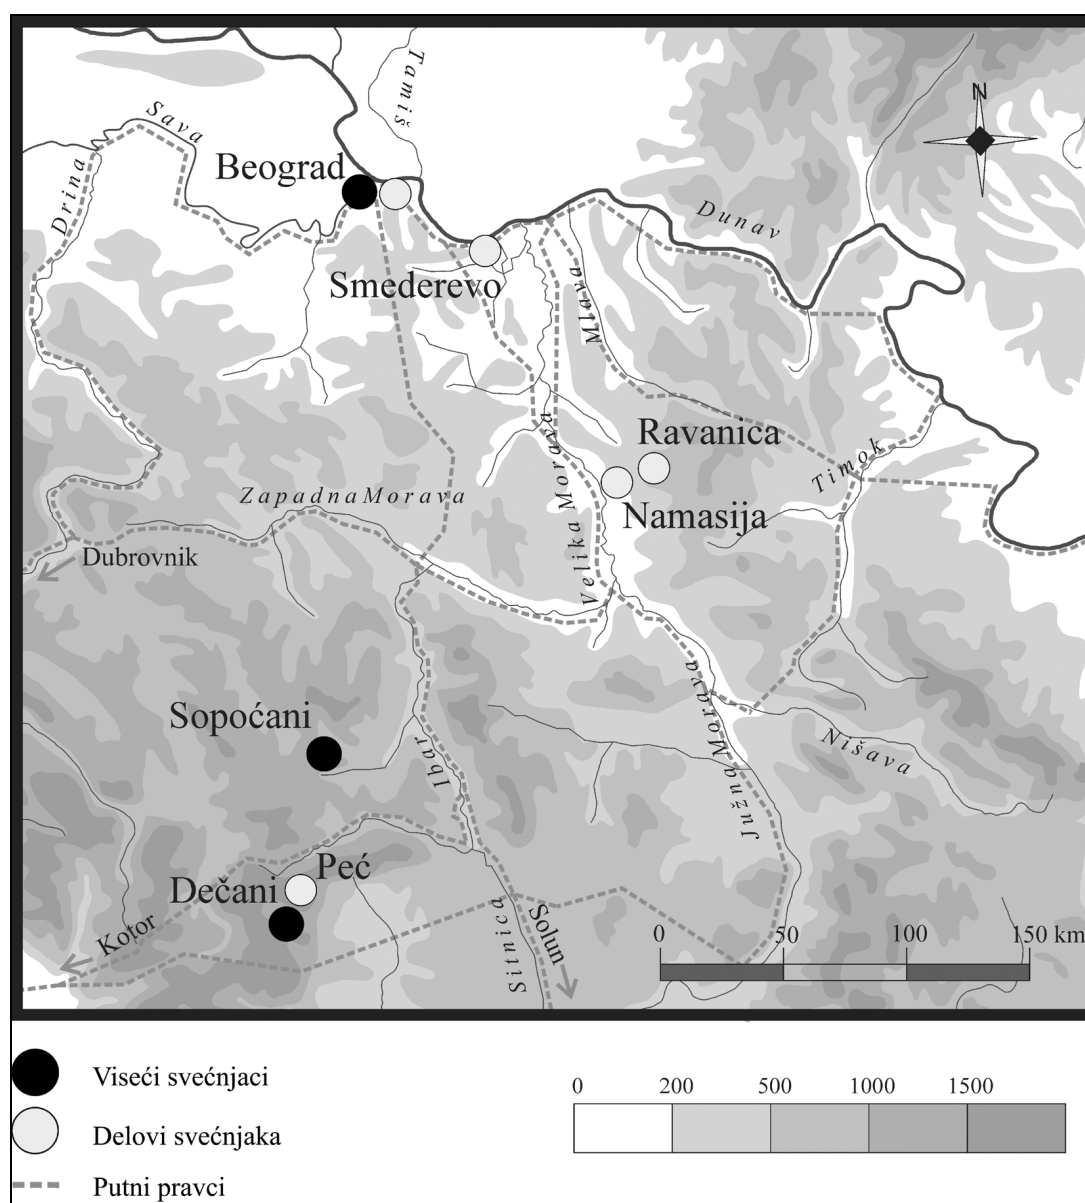 Tamiš
N
Sava
Drina
Beograd
Dunav
Smederevo
Mlava
Ravanica
Timok
Velika Morava
Zapadna Morava
Namasija
Dubrovnik
Sopoćani
Ibar
Južna Morava
Nišava
Peć
Dečani
Kotor
Sitnica
Solun
0 50 100 150 km
Viseći svećnjaci
0 200 500 1000 1500
Delovi svećnjaka
Putni pravci